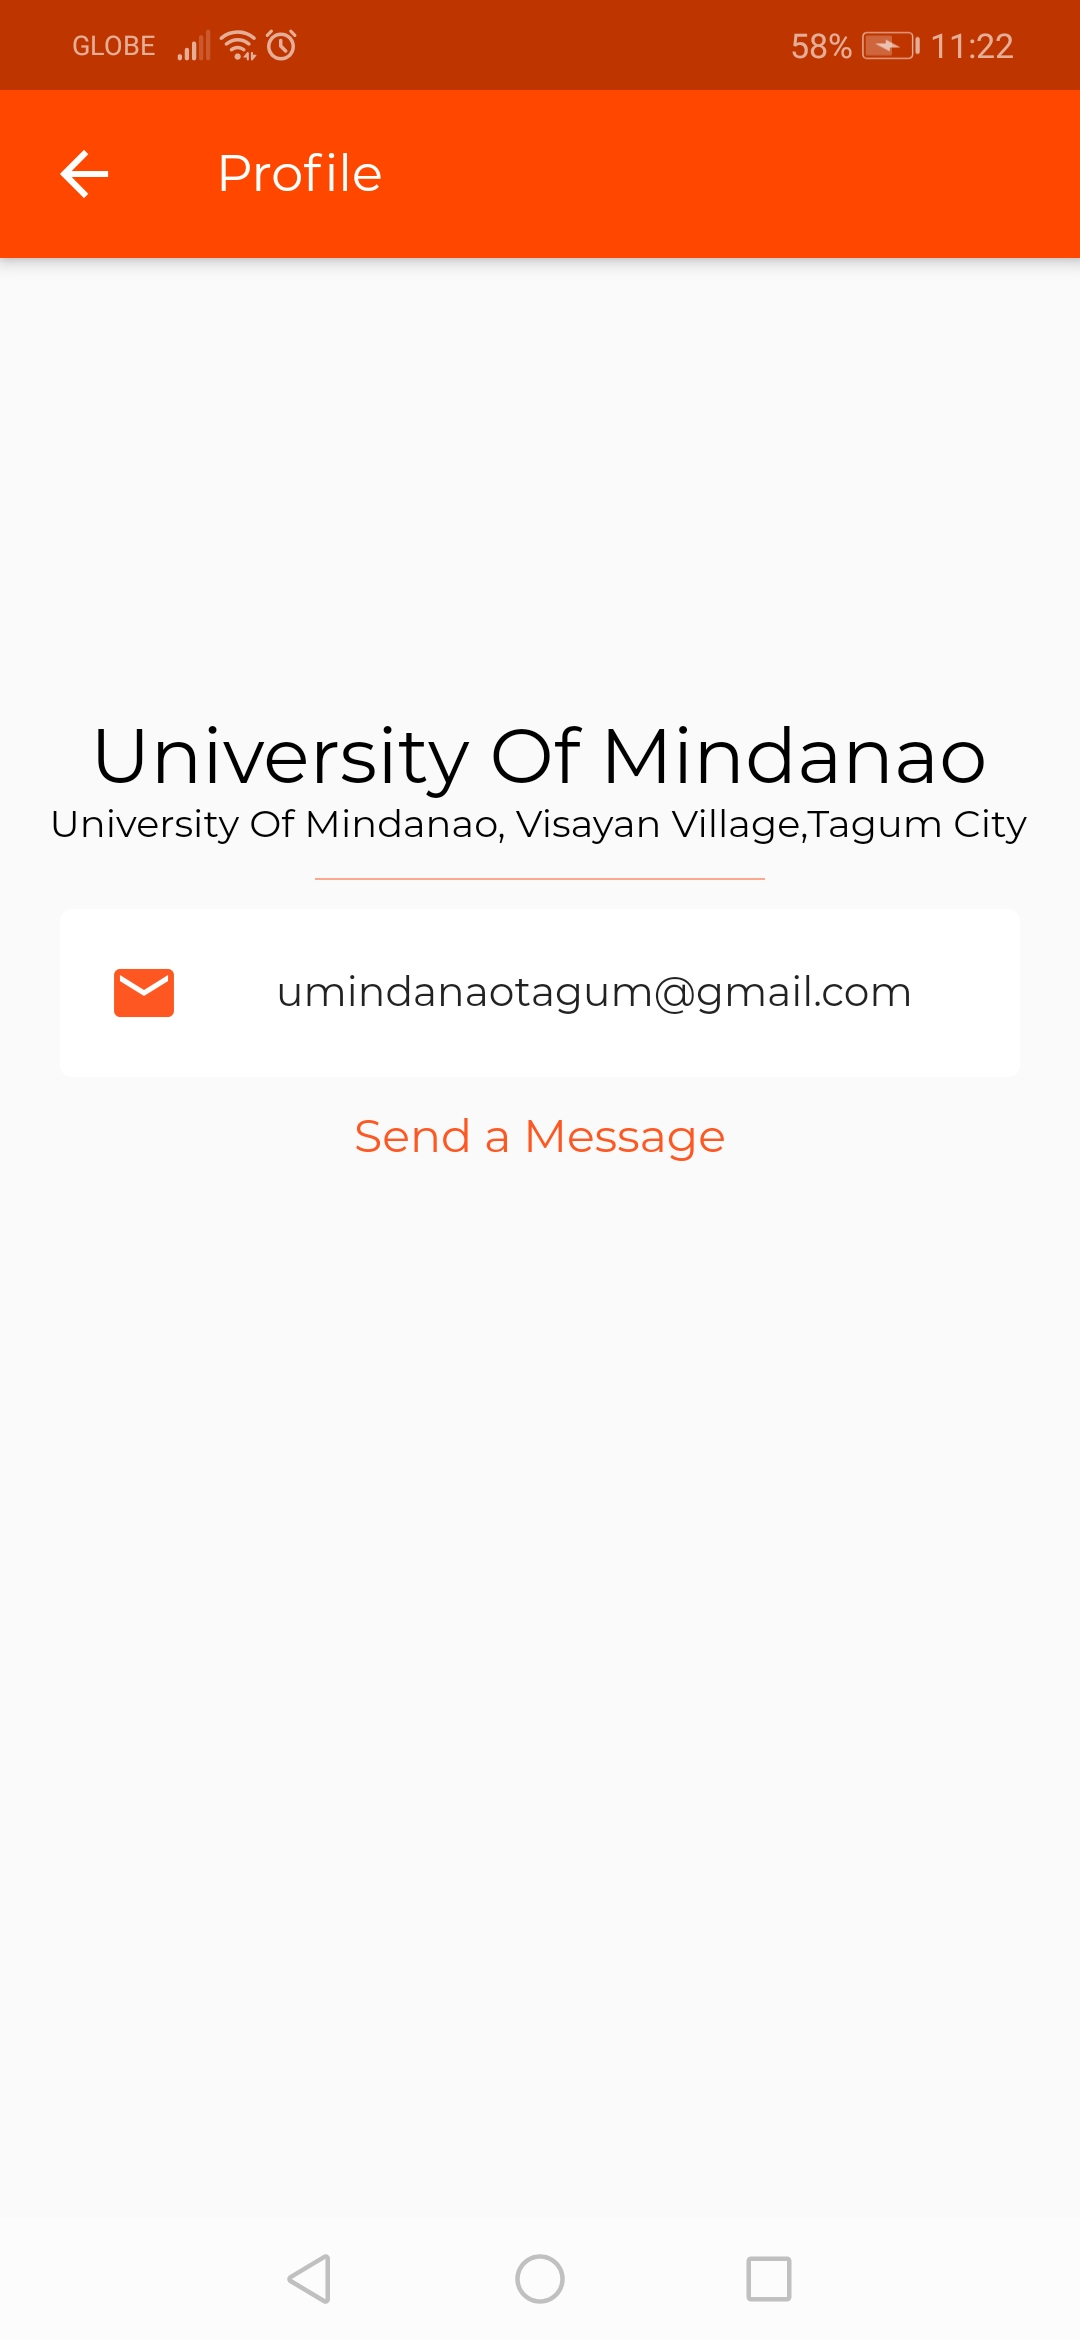 GLOBE 58% 11:22
Profile
University Of Mindanao
University Of Mindanao, Visayan Village,Tagum City
umindanaotagum@gmail.com
Send a Message